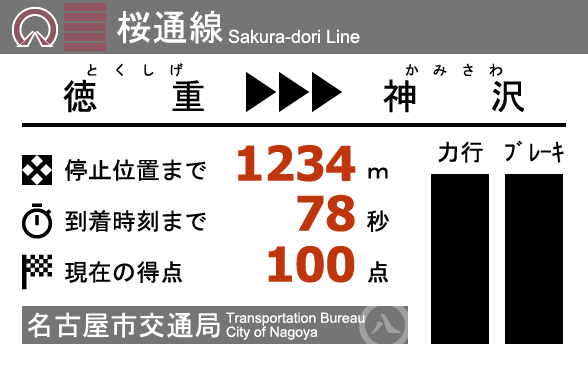 桜通線 Sakura-dori Line
とくしげ かみさわ
徳重 ▶▶▶ 神沢
力行 ブレーキ
停止位置まで 1234 m
到着時刻まで 78 秒
現在の得点 100 点
名古屋市交通局 Transportation Bureau
City of Nagoya
八